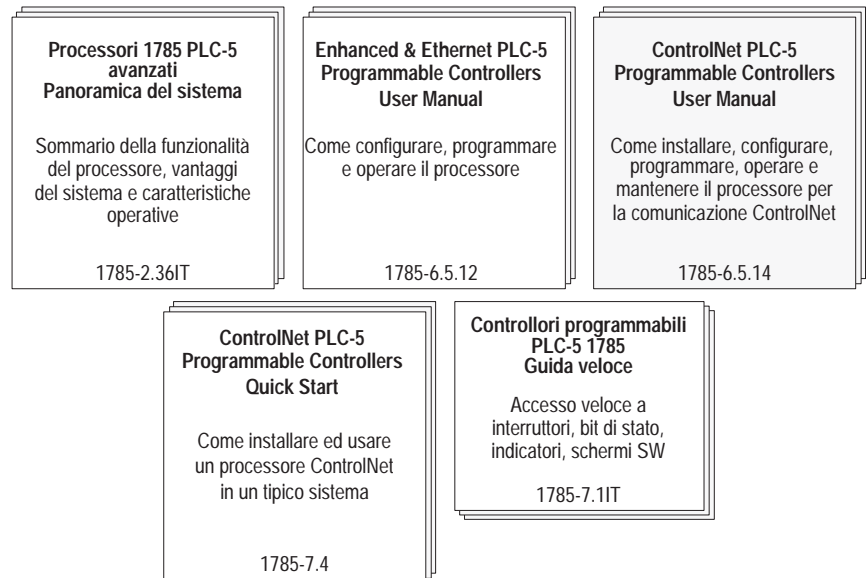 Processori 1785 PLC-5
avanzati
Panoramica del sistema
Sommario della funzionalità
del processore, vantaggi
del sistema e caratteristiche
operative
1785-2.36IT
Enhanced & Ethernet PLC-5
Programmable Controllers
User Manual
Come configurare, programmare
e operare il processore
1785-6.5.12
ControlNet PLC-5
Programmable Controllers
User Manual
Come installare, configurare,
programmare, operare e
mantenere il processore per
la comunicazione ControlNet
1785-6.5.14
ControlNet PLC-5
Programmable Controllers
Quick Start
Come installare ed usare
un processore ControlNet
in un tipico sistema
1785-7.4
Controllori programmabili
PLC-5 1785
Guida veloce
Accesso veloce a
interruttori, bit di stato,
indicatori, schermi SW
1785-7.1IT